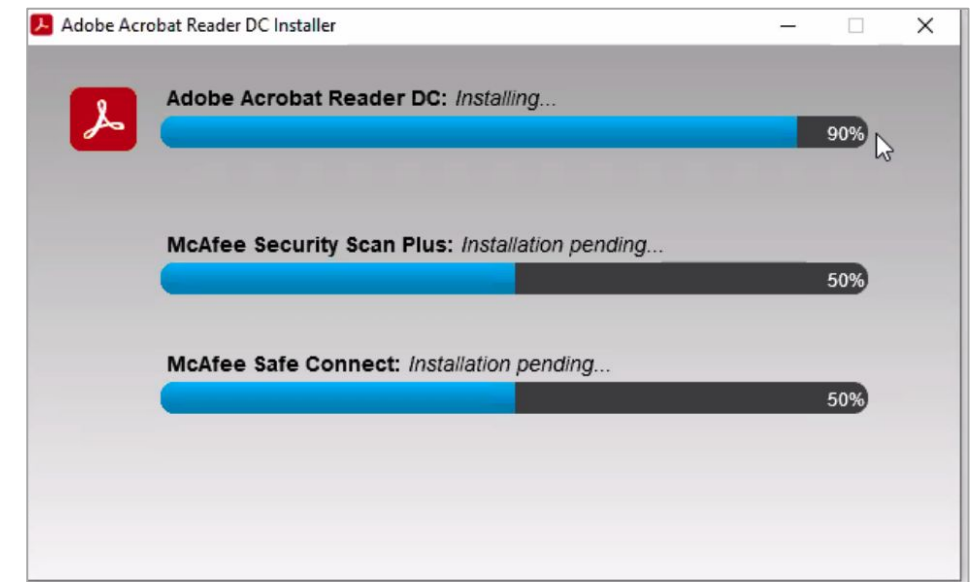 Adobe Acrobat Reader DC Installer
Adobe Acrobat Reader DC: Installing...
90%
McAfee Security Scan Plus: Installation pending...
50%
McAfee Safe Connect: Installation pending...
50%